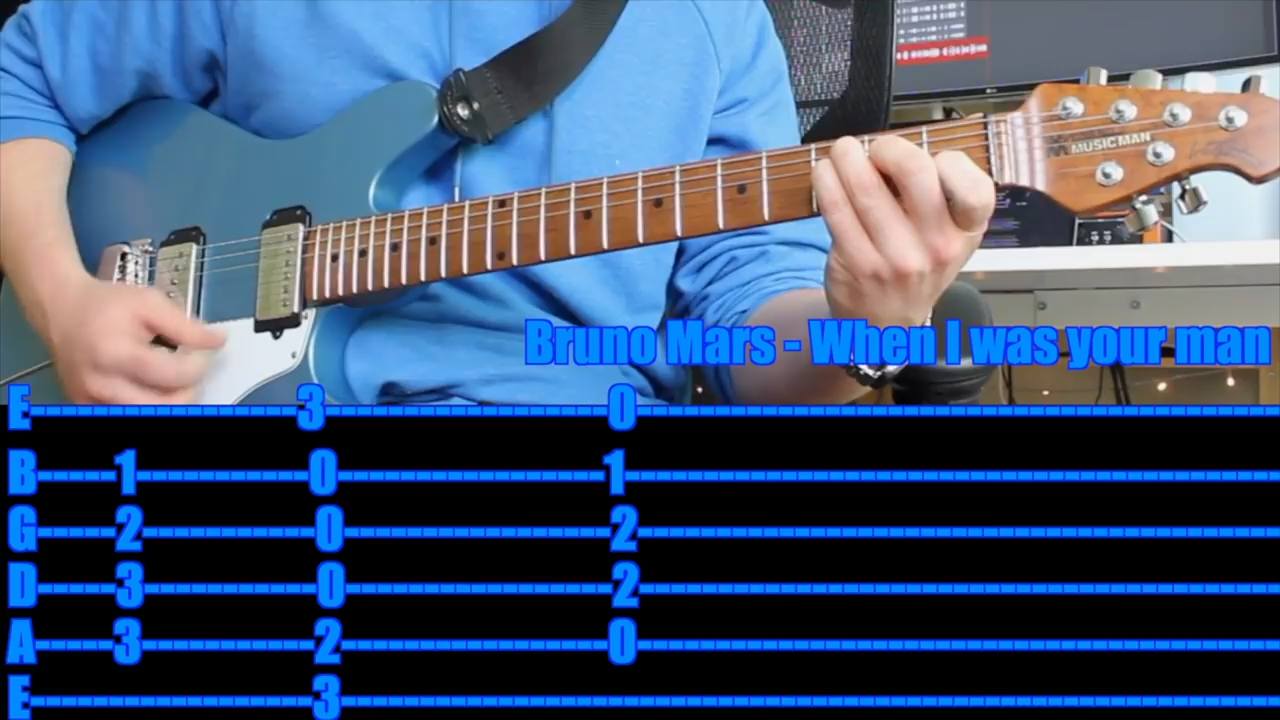 MUSICMAN
Bruno Mars - When I was your man
E 3 0
B 1 0 1
G 2 0 2
D 3 0 2
A 3 2 0
E 3